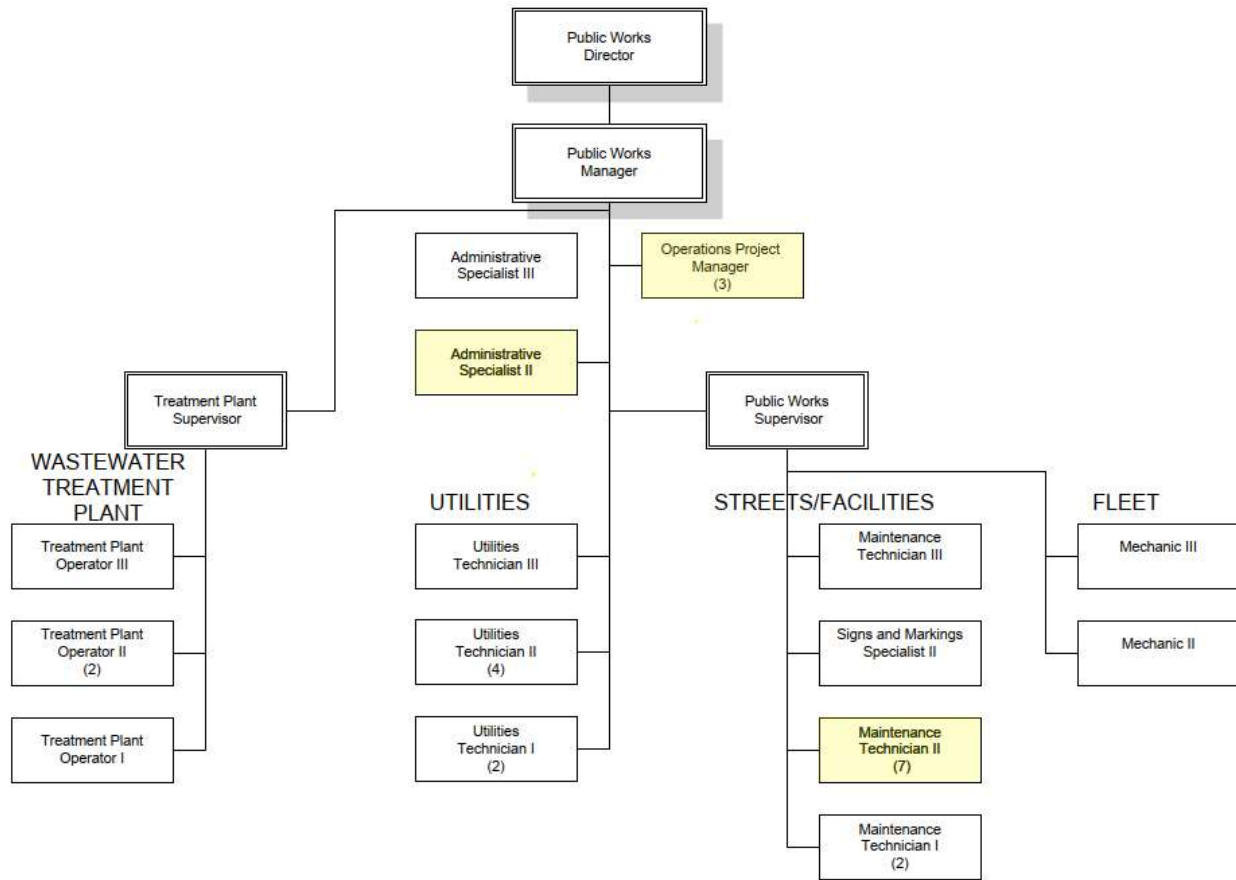 Public Works
Director
Public Works
Manager
Administrative
Specialist III
Operations Project
Manager
(3)
Administrative
Specialist II
Treatment Plant
Supervisor
Public Works
Supervisor
WASTEWATER
TREATMENT
PLANT
UTILITIES
STREETS/FACILITIES
FLEET
Treatment Plant
Operator III
Utilities
Technician III
Maintenance
Technician III
Mechanic III
Treatment Plant
Operator II
(2)
Utilities
Technician II
(4)
Signs and Markings
Specialist II
Mechanic II
Treatment Plant
Operator I
Utilities
Technician I
(2)
Maintenance
Technician II
(7)
Maintenance
Technician I
(2)